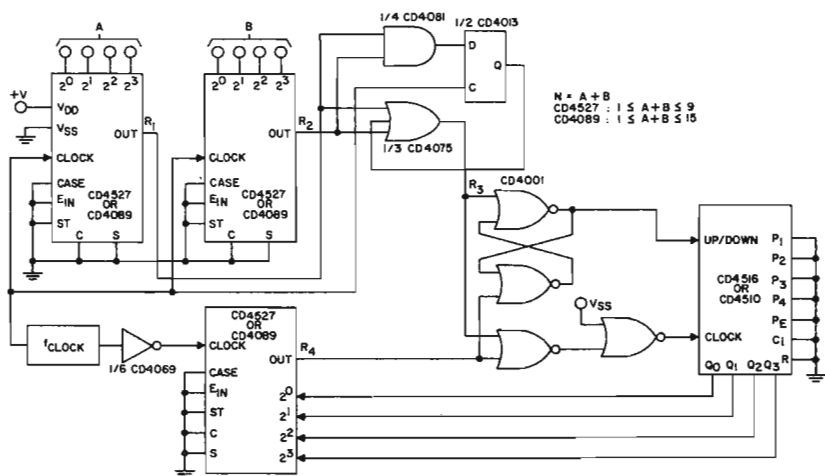 A
B
1/4 CD4081
1/2 CD4013
2⁰ 2¹ 2² 2³
2⁰ 2¹ 2² 2³
+V
V_DD
V_SS
OUT
R₁
CLOCK
CASE
E_IN
ST
CD4527
OR
CD4089
C S
OUT
R₂
CLOCK
CASE
E_IN
ST
CD4527
OR
CD4089
C S
D
Q
C
1/3 CD4075
N = A + B
CD4527 : 1 ≤ A+B ≤ 9
CD4089 : 1 ≤ A+B ≤ 15
R₃
CD4001
V_SS
UP/DOWN
CD4516
OR
CD4510
CLOCK
P₁
P₂
P₃
P₄
P_E
C_I
R
Q₀ Q₁ Q₂ Q₃
f_CLOCK
1/6 CD4069
CD4527
OR
CD4089
CLOCK
OUT
R₄
CASE
E_IN
ST
C
S
2⁰
2¹
2²
2³